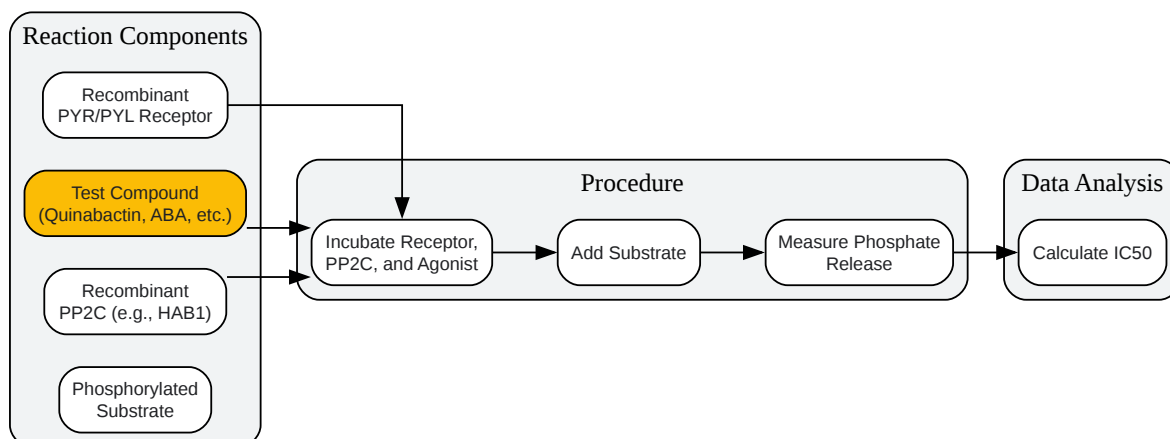 Reaction Components
Recombinant
PYR/PYL Receptor
Test Compound
(Quinabactin, ABA, etc.)
Recombinant
PP2C (e.g., HAB1)
Phosphorylated
Substrate
Procedure
Incubate Receptor,
PP2C, and Agonist
Add Substrate
Measure Phosphate
Release
Data Analysis
Calculate IC50